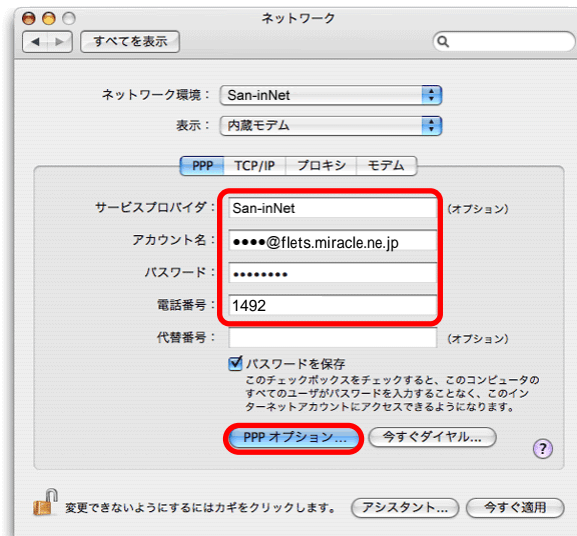 ネットワーク
すべてを表示
ネットワーク環境： San-inNet
表示： 内蔵モデム
PPP TCP/IP プロキシ モデム
サービスプロバイダ： San-inNet （オプション）
アカウント名： ●●●●@flets.miracle.ne.jp
パスワード： ••••••••
電話番号： 1492
代替番号： （オプション）
パスワードを保存
このチェックボックスをチェックすると、このコンピュータの
すべてのユーザがパスワードを入力することなく、このイン
ターネットアカウントにアクセスできるようになります。
PPP オプション... 今すぐダイヤル... ?
変更できないようにするにはカギをクリックします。 アシスタント... 今すぐ適用